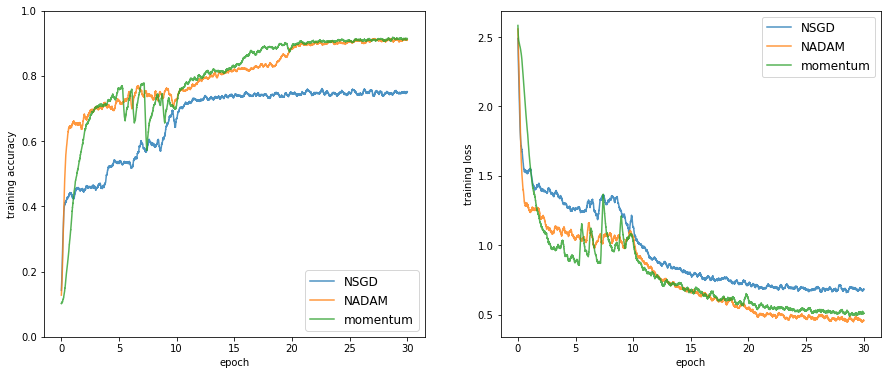 1.0
0.8
0.6
0.4
0.2
0.0
training accuracy
0 5 10 15 20 25 30
epoch
NSGD
NADAM
momentum
2.5
2.0
1.5
1.0
0.5
training loss
0 5 10 15 20 25 30
epoch
NSGD
NADAM
momentum